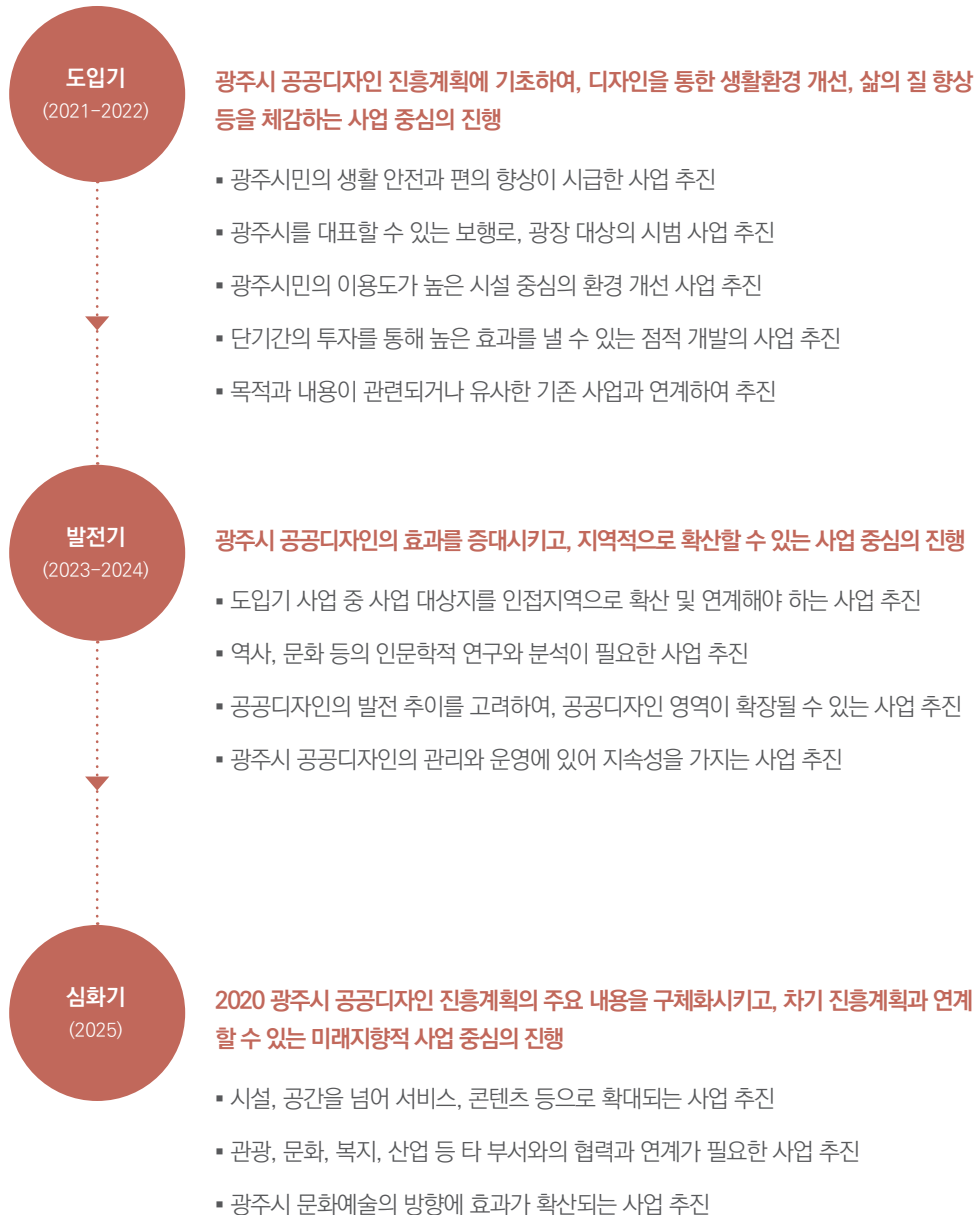 도입기
(2021-2022)
광주시 공공디자인 진흥계획에 기초하여, 디자인을 통한 생활환경 개선, 삶의 질 향상
등을 체감하는 사업 중심의 진행
▪ 광주시민의 생활 안전과 편의 향상이 시급한 사업 추진
▪ 광주시를 대표할 수 있는 보행로, 광장 대상의 시범 사업 추진
▪ 광주시민의 이용도가 높은 시설 중심의 환경 개선 사업 추진
▪ 단기간의 투자를 통해 높은 효과를 낼 수 있는 점적 개발의 사업 추진
▪ 목적과 내용이 관련되거나 유사한 기존 사업과 연계하여 추진
발전기
(2023-2024)
광주시 공공디자인의 효과를 증대시키고, 지역적으로 확산할 수 있는 사업 중심의 진행
▪ 도입기 사업 중 사업 대상지를 인접지역으로 확산 및 연계해야 하는 사업 추진
▪ 역사, 문화 등의 인문학적 연구와 분석이 필요한 사업 추진
▪ 공공디자인의 발전 추이를 고려하여, 공공디자인 영역이 확장될 수 있는 사업 추진
▪ 광주시 공공디자인의 관리와 운영에 있어 지속성을 가지는 사업 추진
심화기
(2025)
2020 광주시 공공디자인 진흥계획의 주요 내용을 구체화시키고, 차기 진흥계획과 연계
할 수 있는 미래지향적 사업 중심의 진행
▪ 시설, 공간을 넘어 서비스, 콘텐츠 등으로 확대되는 사업 추진
▪ 관광, 문화, 복지, 산업 등 타 부서와의 협력과 연계가 필요한 사업 추진
▪ 광주시 문화예술의 방향에 효과가 확산되는 사업 추진